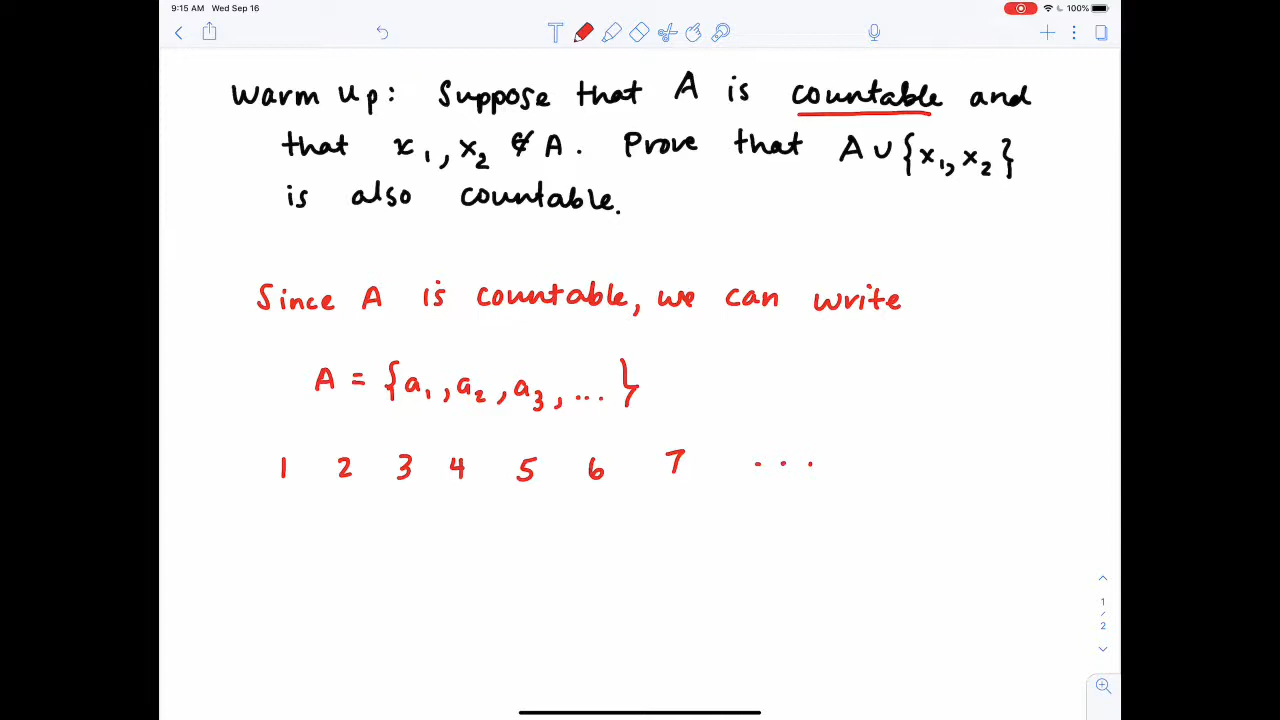 9:15 AM Wed Sep 16
100%
Warm Up: Suppose that A is countable and
that x₁, x₂ ∉ A. Prove that A ∪ {x₁, x₂}
is also countable.
Since A is countable, we can write
A = {a₁, a₂, a₃, ... }
1 2 3 4 5 6 7 . . .
1
/
2